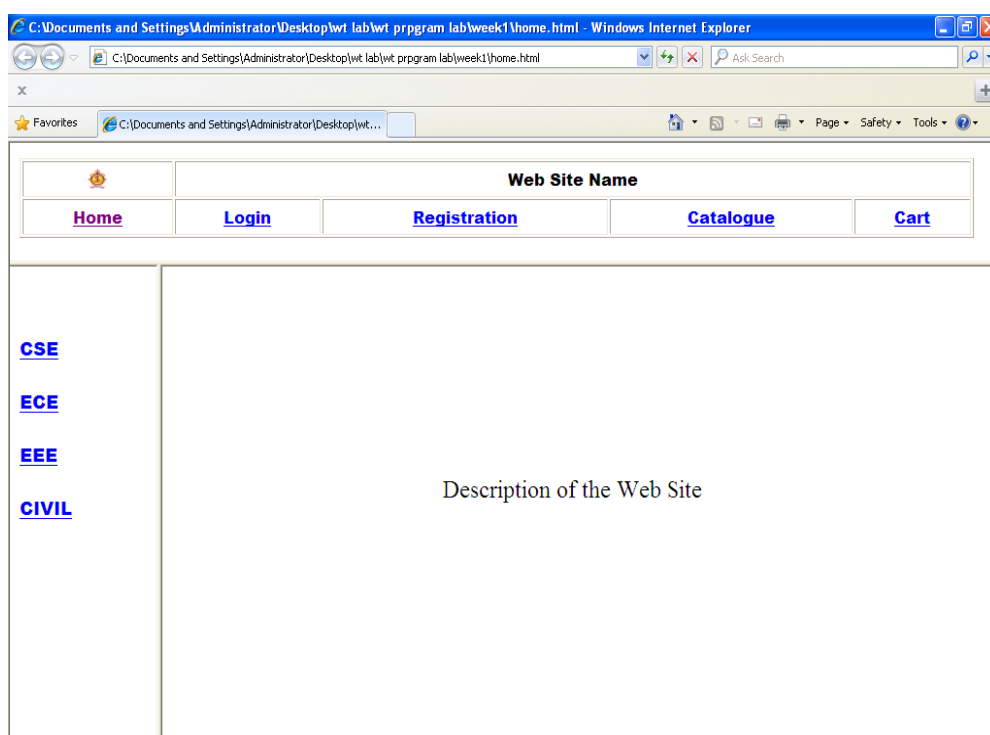 C:\Documents and Settings\Administrator\Desktop\wt lab\wt prpgram lab\week1\home.html - Windows Internet Explorer
C:\Documents and Settings\Administrator\Desktop\wt lab\wt prpgram lab\week1\home.html Ask Search
x
Favorites C:\Documents and Settings\Administrator\Desktop\wt... Page Safety Tools
Web Site Name
Home Login Registration Catalogue Cart
CSE
ECE
EEE
Description of the Web Site
CIVIL